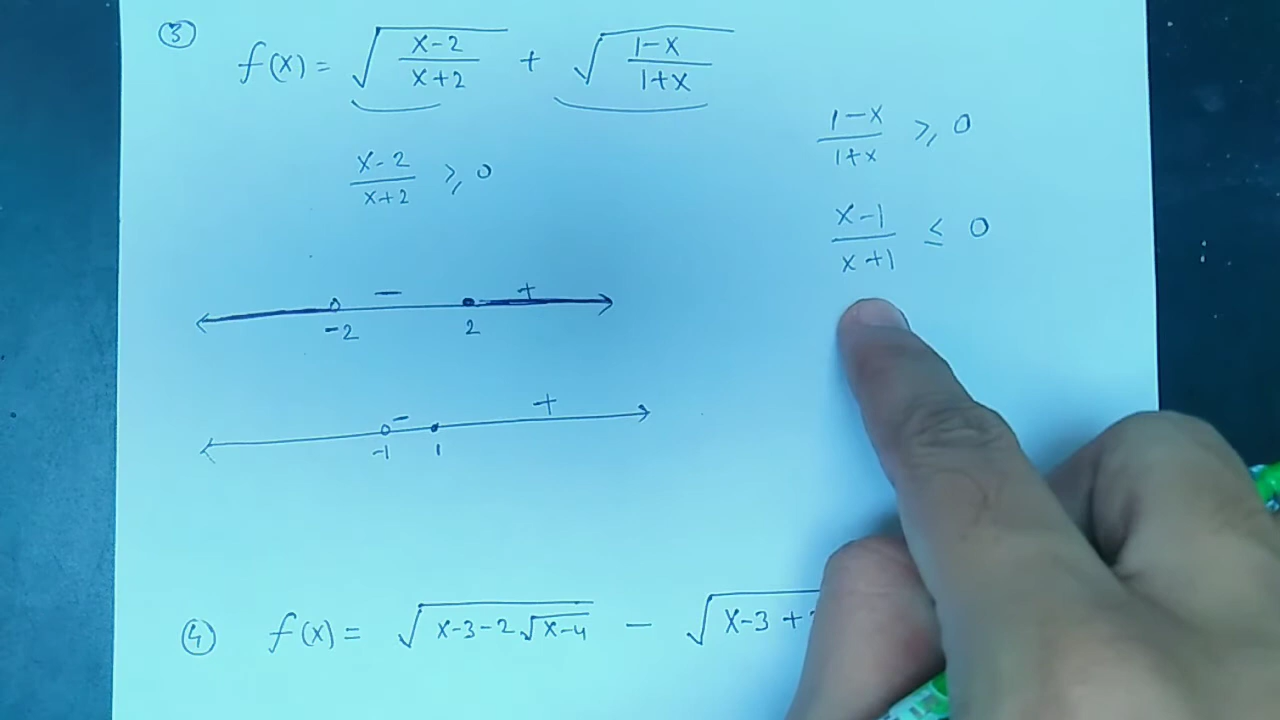 ③ f(x) = √((x-2)/(x+2)) + √((1-x)/(1+x))
(x-2)/(x+2) ≥ 0
(1-x)/(1+x) ≥ 0
(x-1)/(x+1) ≤ 0
- +
-2 2
- +
-1 1
④ f(x) = √(x-3-2√(x-4)) - √(x-3+